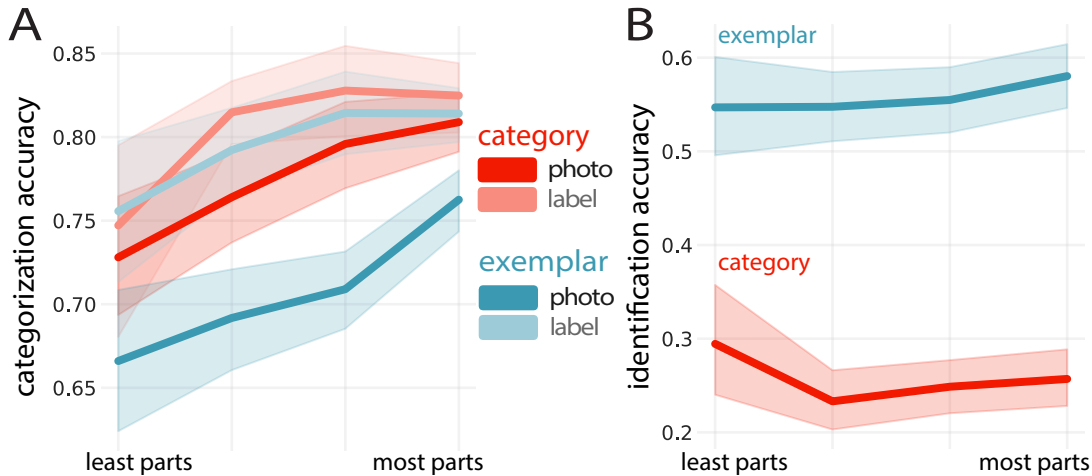 A
categorization accuracy
0.85
0.80
0.75
0.70
0.65
least parts
most parts
category
photo
label
exemplar
photo
label
B
identification accuracy
0.6
0.5
0.4
0.3
0.2
exemplar
category
least parts
most parts